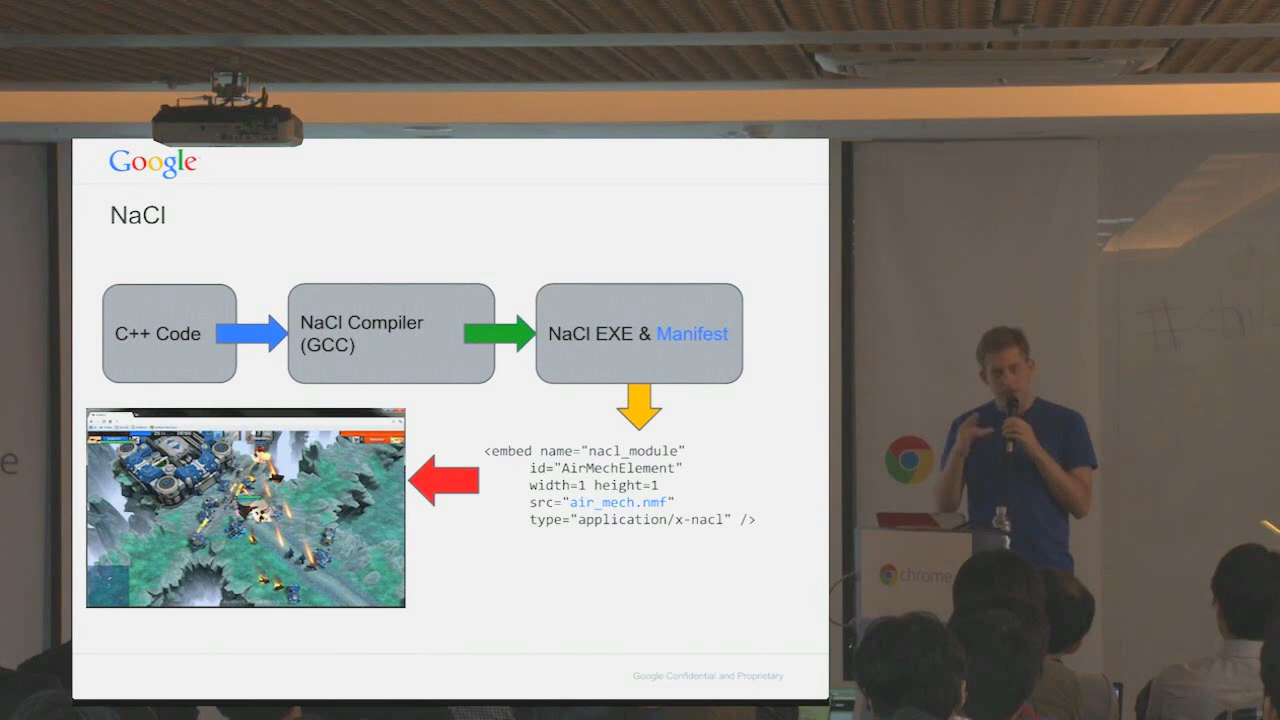 Google
NaCl
C++ Code
NaCl Compiler
(GCC)
NaCl EXE & Manifest
<embed name="nacl_module"
id="AirMechElement"
width=1 height=1
src="air_mech.nmf"
type="application/x-nacl" />
Google Confidential and Proprietary
chrome